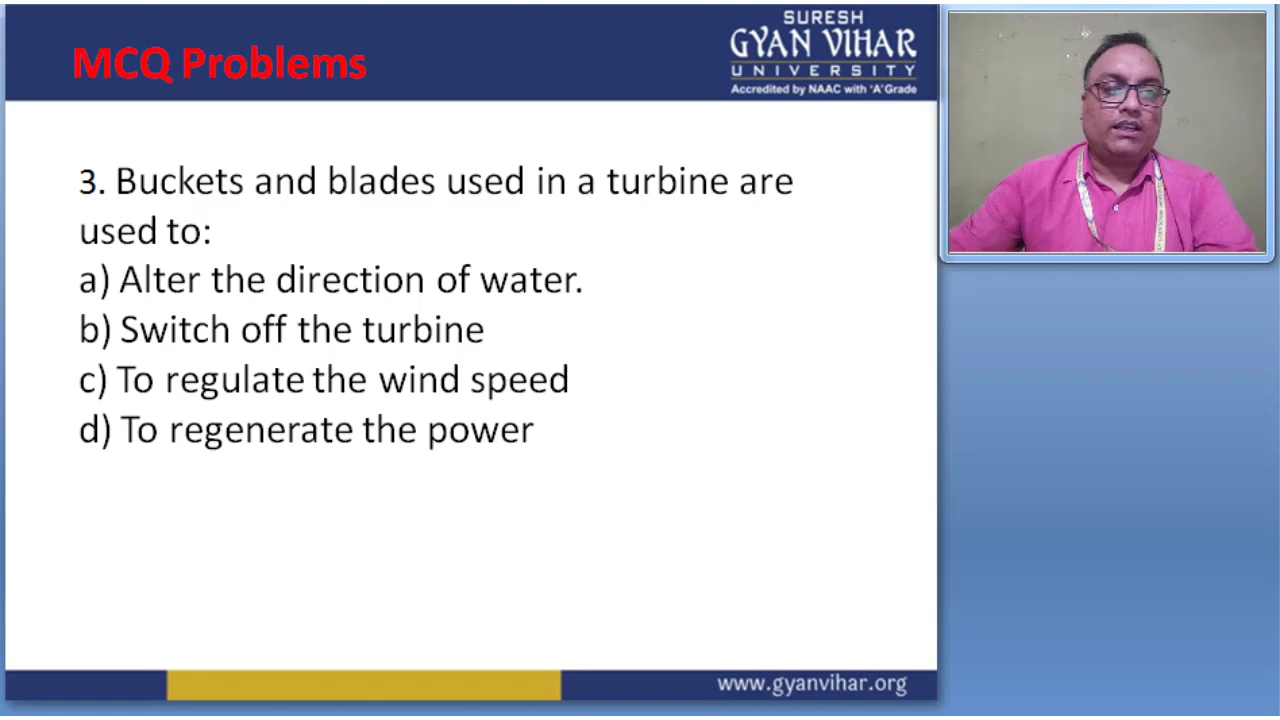 MCQ Problems
SURESH
GYAN VIHAR
UNIVERSITY
Accredited by NAAC with 'A' Grade
3. Buckets and blades used in a turbine are
used to:
a) Alter the direction of water.
b) Switch off the turbine
c) To regulate the wind speed
d) To regenerate the power
www.gyanvihar.org